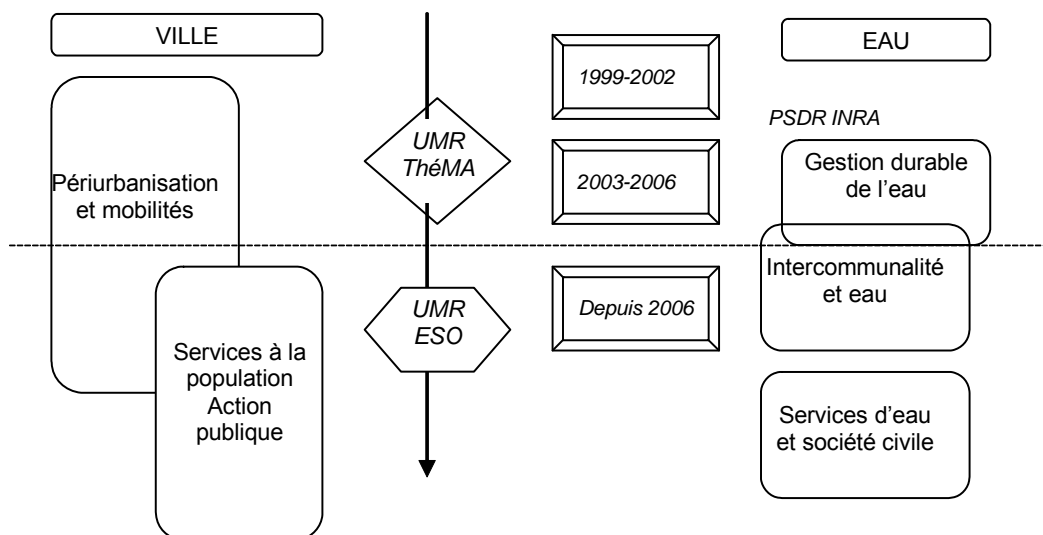 VILLE
Périurbanisation
et mobilités
Services à la
population
Action
publique
UMR
ThéMA
UMR
ESO
1999-2002
2003-2006
Depuis 2006
EAU
PSDR INRA
Gestion durable
de l’eau
Intercommunalité
et eau
Services d’eau
et société civile